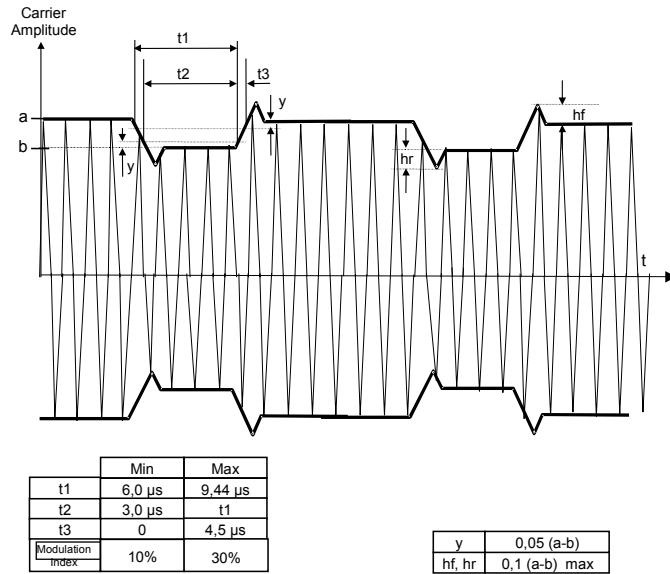 Carrier
Amplitude
t1
t2
t3
y
a
hf
b
y
hr
t
Min Max
t1 6,0 µs 9,44 µs
t2 3,0 µs t1
t3 0 4,5 µs
Modulation
Index 10% 30%
y 0,05 (a-b)
hf, hr 0,1 (a-b) max